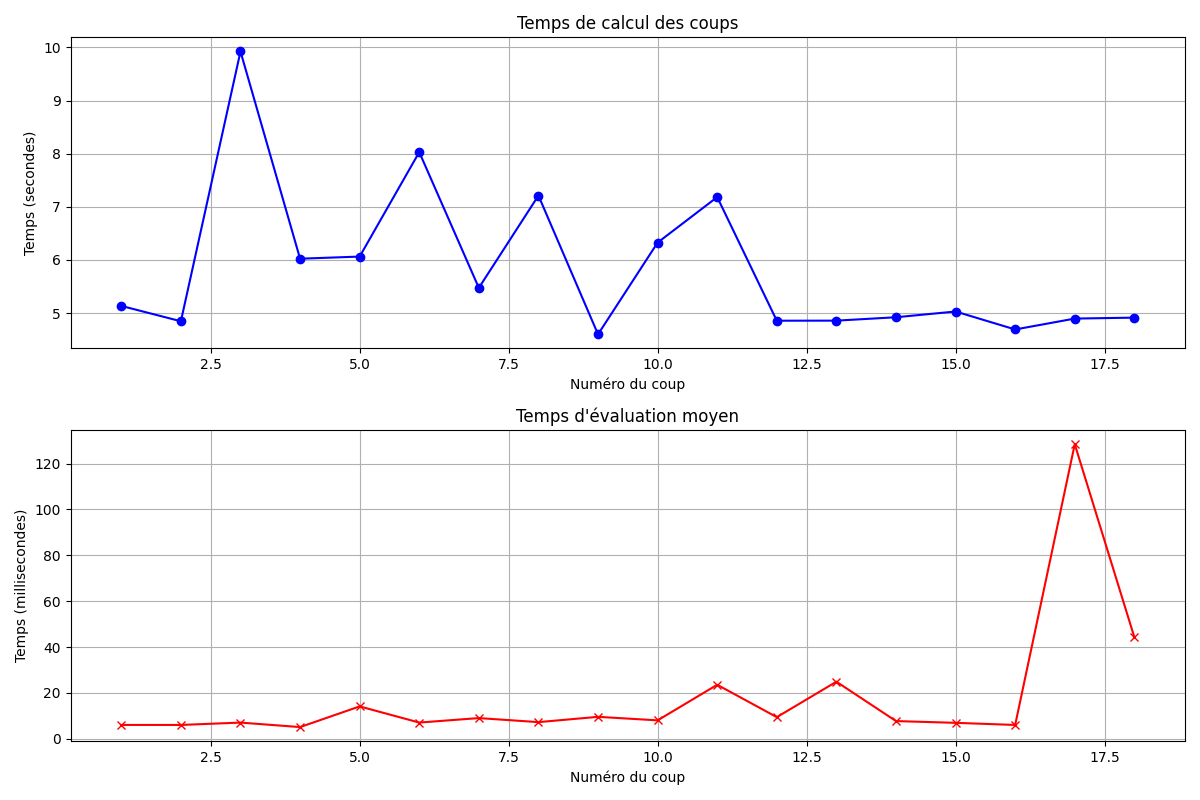 Temps de calcul des coups
10
9
8
7
6
5
Temps (secondes)
2.5 5.0 7.5 10.0 12.5 15.0 17.5
Numéro du coup
Temps d'évaluation moyen
120
100
80
60
40
20
0
Temps (millisecondes)
2.5 5.0 7.5 10.0 12.5 15.0 17.5
Numéro du coup